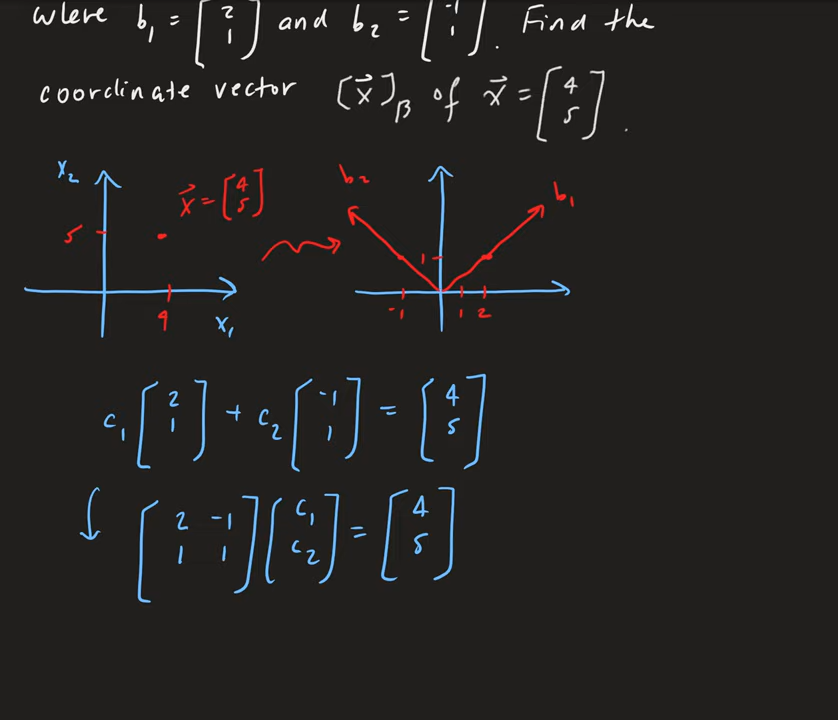 where b₁ = [2 1] and b₂ = [-1 1]. Find the
coordinate vector [x⃗]_β of x⃗ = [4 5].
x₂
x⃗ = [4 5]
5
4
x₁
b₂
b₁
1
-1
1
2
c₁ [2 1] + c₂ [-1 1] = [4 5]
[2 -1 1 1] [c₁ c₂] = [4 5]